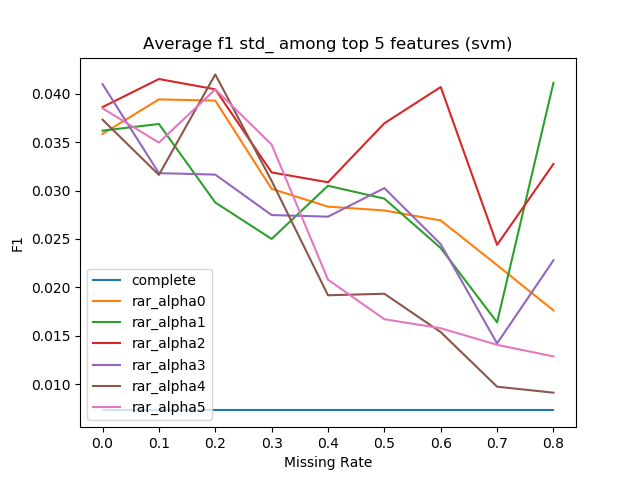 Average f1 std_ among top 5 features (svm)
0.040
0.035
0.030
0.025
0.020
0.015
0.010
F1
complete
rar_alpha0
rar_alpha1
rar_alpha2
rar_alpha3
rar_alpha4
rar_alpha5
0.0 0.1 0.2 0.3 0.4 0.5 0.6 0.7 0.8
Missing Rate